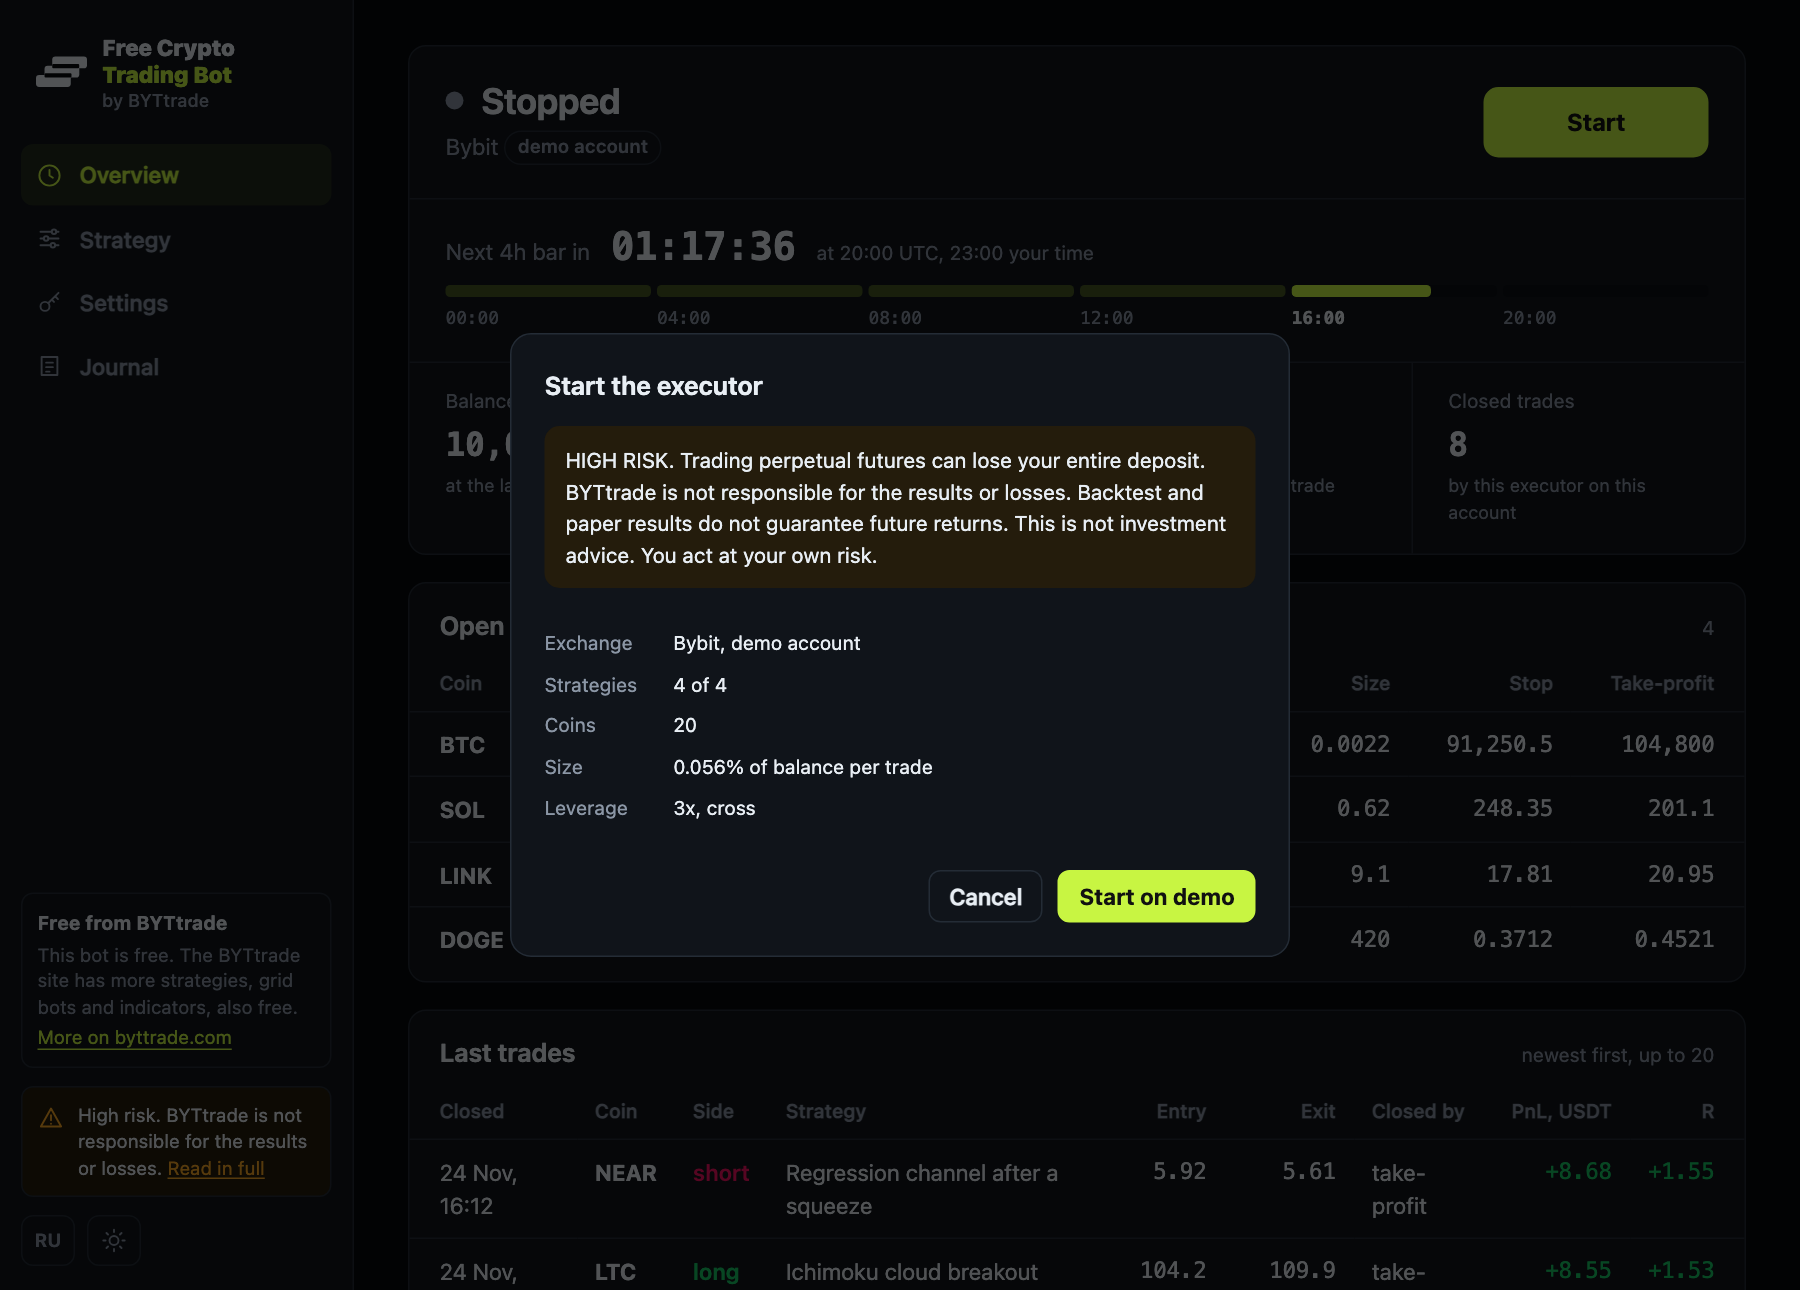 Free Crypto
Trading Bot
by BYTtrade
Overview
Strategy
Settings
Journal
Free from BYTtrade
This bot is free. The BYTtrade
site has more strategies, grid
bots and indicators, also free.
More on byttrade.com
High risk. BYTtrade is not
responsible for the results
or losses. Read in full
RU
Stopped
Bybit demo account
Start
Next 4h bar in 01:17:36 at 20:00 UTC, 23:00 your time
00:00 04:00 08:00 12:00 16:00 20:00
Closed trades
8
by this executor on this
account
Start the executor
HIGH RISK. Trading perpetual futures can lose your entire deposit.
BYTtrade is not responsible for the results or losses. Backtest and
paper results do not guarantee future returns. This is not investment
advice. You act at your own risk.
Exchange Bybit, demo account
Strategies 4 of 4
Coins 20
Size 0.056% of balance per trade
Leverage 3x, cross
Cancel Start on demo
Balance
at the
trade
Open 4
Coin Size Stop Take-profit
BTC 0.0022 91,250.5 104,800
SOL 0.62 248.35 201.1
LINK 9.1 17.81 20.95
DOGE 420 0.3712 0.4521
Last trades newest first, up to 20
Closed Coin Side Strategy Entry Exit Closed by PnL, USDT R
24 Nov, NEAR short Regression channel after a 5.92 5.61 take- +8.68 +1.55
16:12 squeeze profit
24 Nov, LTC long Ichimoku cloud breakout 104.2 109.9 take- +8.55 +1.53